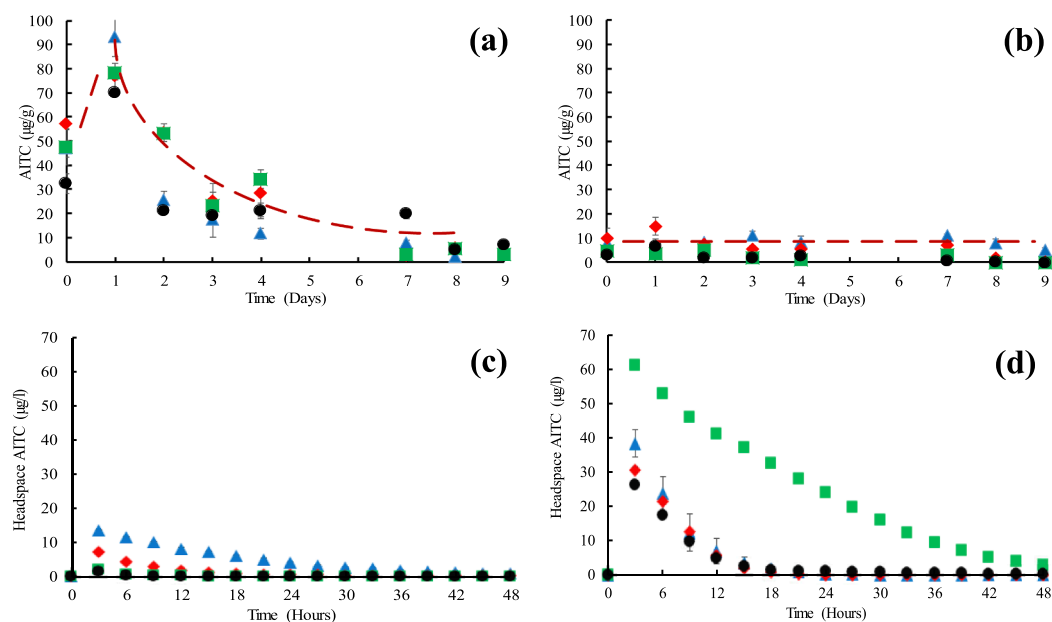 (a)
AITC (µg/g)
100
90
80
70
60
50
40
30
20
10
0
0 1 2 3 4 5 6 7 8 9
Time (Days)
(b)
AITC (µg/g)
100
90
80
70
60
50
40
30
20
10
0
0 1 2 3 4 5 6 7 8 9
Time (Days)
(c)
Headspace AITC (µg/l)
70
60
50
40
30
20
10
0
0 6 12 18 24 30 36 42 48
Time (Hours)
(d)
Headspace AITC (µg/l)
70
60
50
40
30
20
10
0
0 6 12 18 24 30 36 42 48
Time (Hours)